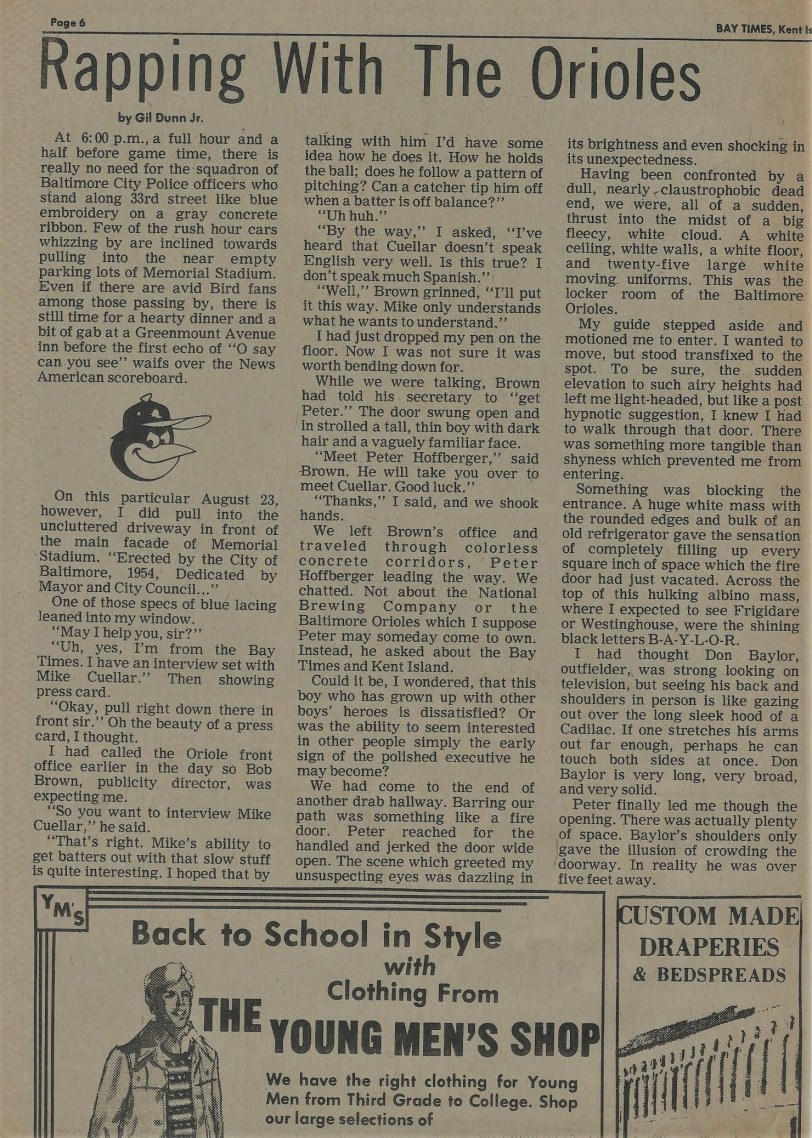 Page 6
BAY TIMES, Kent Is
Rapping With The Orioles
by Gil Dunn Jr.
At 6:00 p.m., a full hour and a
half before game time, there is
really no need for the squadron of
Baltimore City Police officers who
stand along 33rd street like blue
embroidery on a gray concrete
ribbon. Few of the rush hour cars
whizzing by are inclined towards
pulling into the near empty
parking lots of Memorial Stadium.
Even if there are avid Bird fans
among those passing by, there is
still time for a hearty dinner and a
bit of gab at a Greenmount Avenue
inn before the first echo of "O say
can you see" waifs over the News
American scoreboard.
On this particular August 23,
however, I did pull into the
uncluttered driveway in front of
the main facade of Memorial
Stadium. "Erected by the City of
Baltimore, 1954, Dedicated by
Mayor and City Council..."
One of those specs of blue lacing
leaned into my window.
"May I help you, sir?"
"Uh, yes, I'm from the Bay
Times. I have an interview set with
Mike Cuellar." Then showing
press card.
"Okay, pull right down there in
front sir." Oh the beauty of a press
card, I thought.
I had called the Oriole front
office earlier in the day so Bob
Brown, publicity director, was
expecting me.
"So you want to interview Mike
Cuellar," he said.
"That's right. Mike's ability to
get batters out with that slow stuff
is quite interesting. I hoped that by
talking with him I'd have some
idea how he does it. How he holds
the ball; does he follow a pattern of
pitching? Can a catcher tip him off
when a batter is off balance?"
"Uh huh."
"By the way," I asked, "I've
heard that Cuellar doesn't speak
English very well. Is this true? I
don't speak much Spanish."
"Well," Brown grinned, "I'll put
it this way. Mike only understands
what he wants to understand."
I had just dropped my pen on the
floor. Now I was not sure it was
worth bending down for.
While we were talking, Brown
had told his secretary to "get
Peter." The door swung open and
in strolled a tall, thin boy with dark
hair and a vaguely familiar face.
"Meet Peter Hoffberger," said
Brown. He will take you over to
meet Cuellar. Good luck."
"Thanks," I said, and we shook
hands.
We left Brown's office and
traveled through colorless
concrete corridors, Peter
Hoffberger leading the way. We
chatted. Not about the National
Brewing Company or the
Baltimore Orioles which I suppose
Peter may someday come to own.
Instead, he asked about the Bay
Times and Kent Island.
Could it be, I wondered, that this
boy who has grown up with other
boys' heroes is dissatisfied? Or
was the ability to seem interested
in other people simply the early
sign of the polished executive he
may become?
We had come to the end of
another drab hallway. Barring our
path was something like a fire
door. Peter reached for the
handled and jerked the door wide
open. The scene which greeted my
unsuspecting eyes was dazzling in
its brightness and even shocking in
its unexpectedness.
Having been confronted by a
dull, nearly claustrophobic dead
end, we were, all of a sudden,
thrust into the midst of a big
fleecy, white cloud. A white
ceiling, white walls, a white floor,
and twenty-five large white
moving uniforms. This was the
locker room of the Baltimore
Orioles.
My guide stepped aside and
motioned me to enter. I wanted to
move, but stood transfixed to the
spot. To be sure, the sudden
elevation to such airy heights had
left me light-headed, but like a post
hypnotic suggestion, I knew I had
to walk through that door. There
was something more tangible than
shyness which prevented me from
entering.
Something was blocking the
entrance. A huge white mass with
the rounded edges and bulk of an
old refrigerator gave the sensation
of completely filling up every
square inch of space which the fire
door had just vacated. Across the
top of this hulking albino mass,
where I expected to see Frigidare
or Westinghouse, were the shining
black letters B-A-Y-L-O-R.
I had thought Don Baylor,
outfielder, was strong looking on
television, but seeing his back and
shoulders in person is like gazing
out over the long sleek hood of a
Cadilac. If one stretches his arms
out far enough, perhaps he can
touch both sides at once. Don
Baylor is very long, very broad,
and very solid.
Peter finally led me though the
opening. There was actually plenty
of space. Baylor's shoulders only
gave the illusion of crowding the
doorway. In reality he was over
five feet away.
YM's
Back to School in Style
with
Clothing From
THE YOUNG MEN'S SHOP
We have the right clothing for Young
Men from Third Grade to College. Shop
our large selections of
CUSTOM MADE
DRAPERIES
& BEDSPREADS